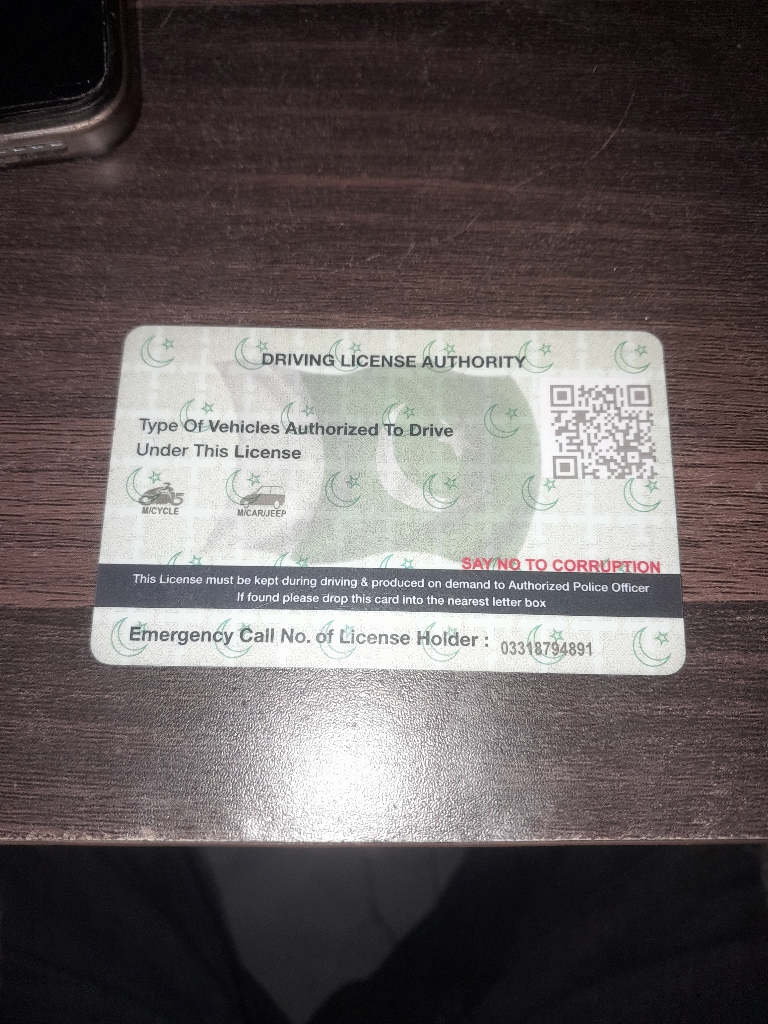 DRIVING LICENSE AUTHORITY
Type Of Vehicles Authorized To Drive
Under This License
M/CYCLE M/CAR/JEEP
SAY NO TO CORRUPTION
This License must be kept during driving & produced on demand to Authorized Police Officer
If found please drop this card into the nearest letter box
Emergency Call No. of License Holder : 03318794891